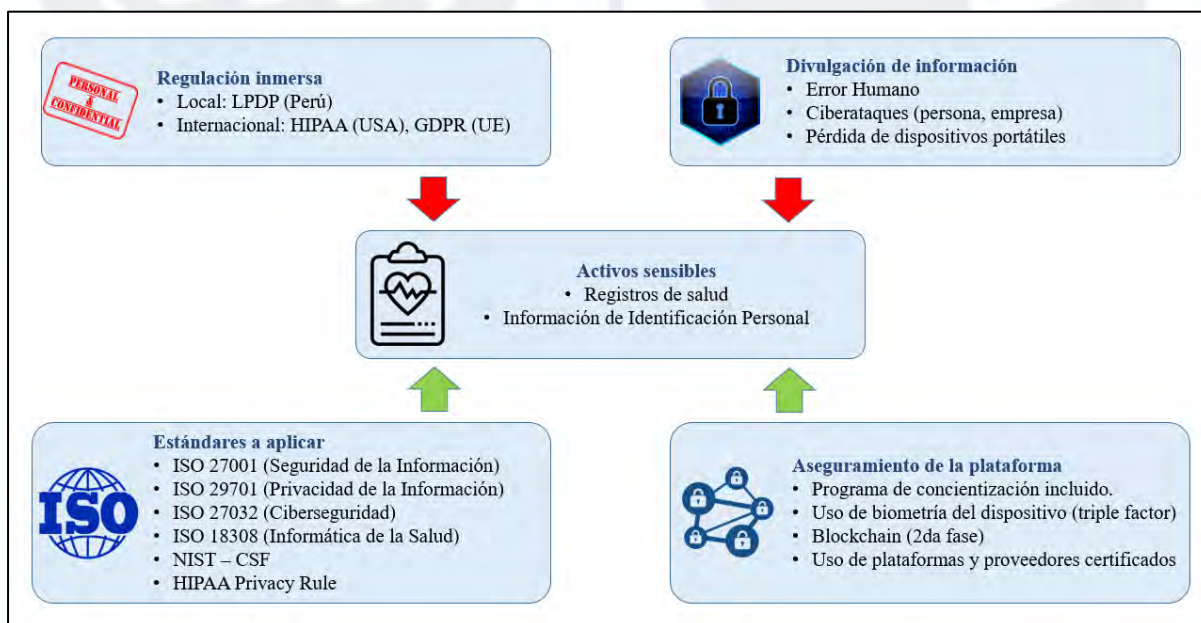 PERSONAL
&
CONFIDENTIAL
Regulación inmersa
• Local: LPDP (Perú)
• Internacional: HIPAA (USA), GDPR (UE)
Divulgación de información
• Error Humano
• Ciberataques (persona, empresa)
• Pérdida de dispositivos portátiles
Activos sensibles
• Registros de salud
• Información de Identificación Personal
ISO
Estándares a aplicar
• ISO 27001 (Seguridad de la Información)
• ISO 29701 (Privacidad de la Información)
• ISO 27032 (Ciberseguridad)
• ISO 18308 (Informática de la Salud)
• NIST – CSF
• HIPAA Privacy Rule
Aseguramiento de la plataforma
• Programa de concientización incluido.
• Uso de biometría del dispositivo (triple factor)
• Blockchain (2da fase)
• Uso de plataformas y proveedores certificados